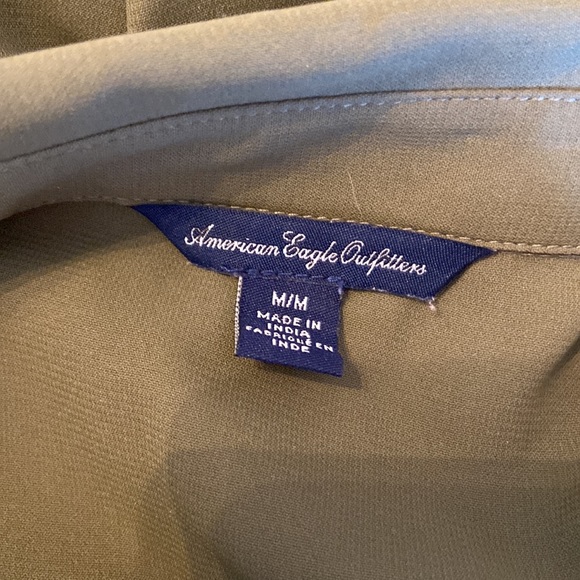 American Eagle Outfitters
M/M
MADE IN
INDIA
FABRIQUÉ EN
INDE